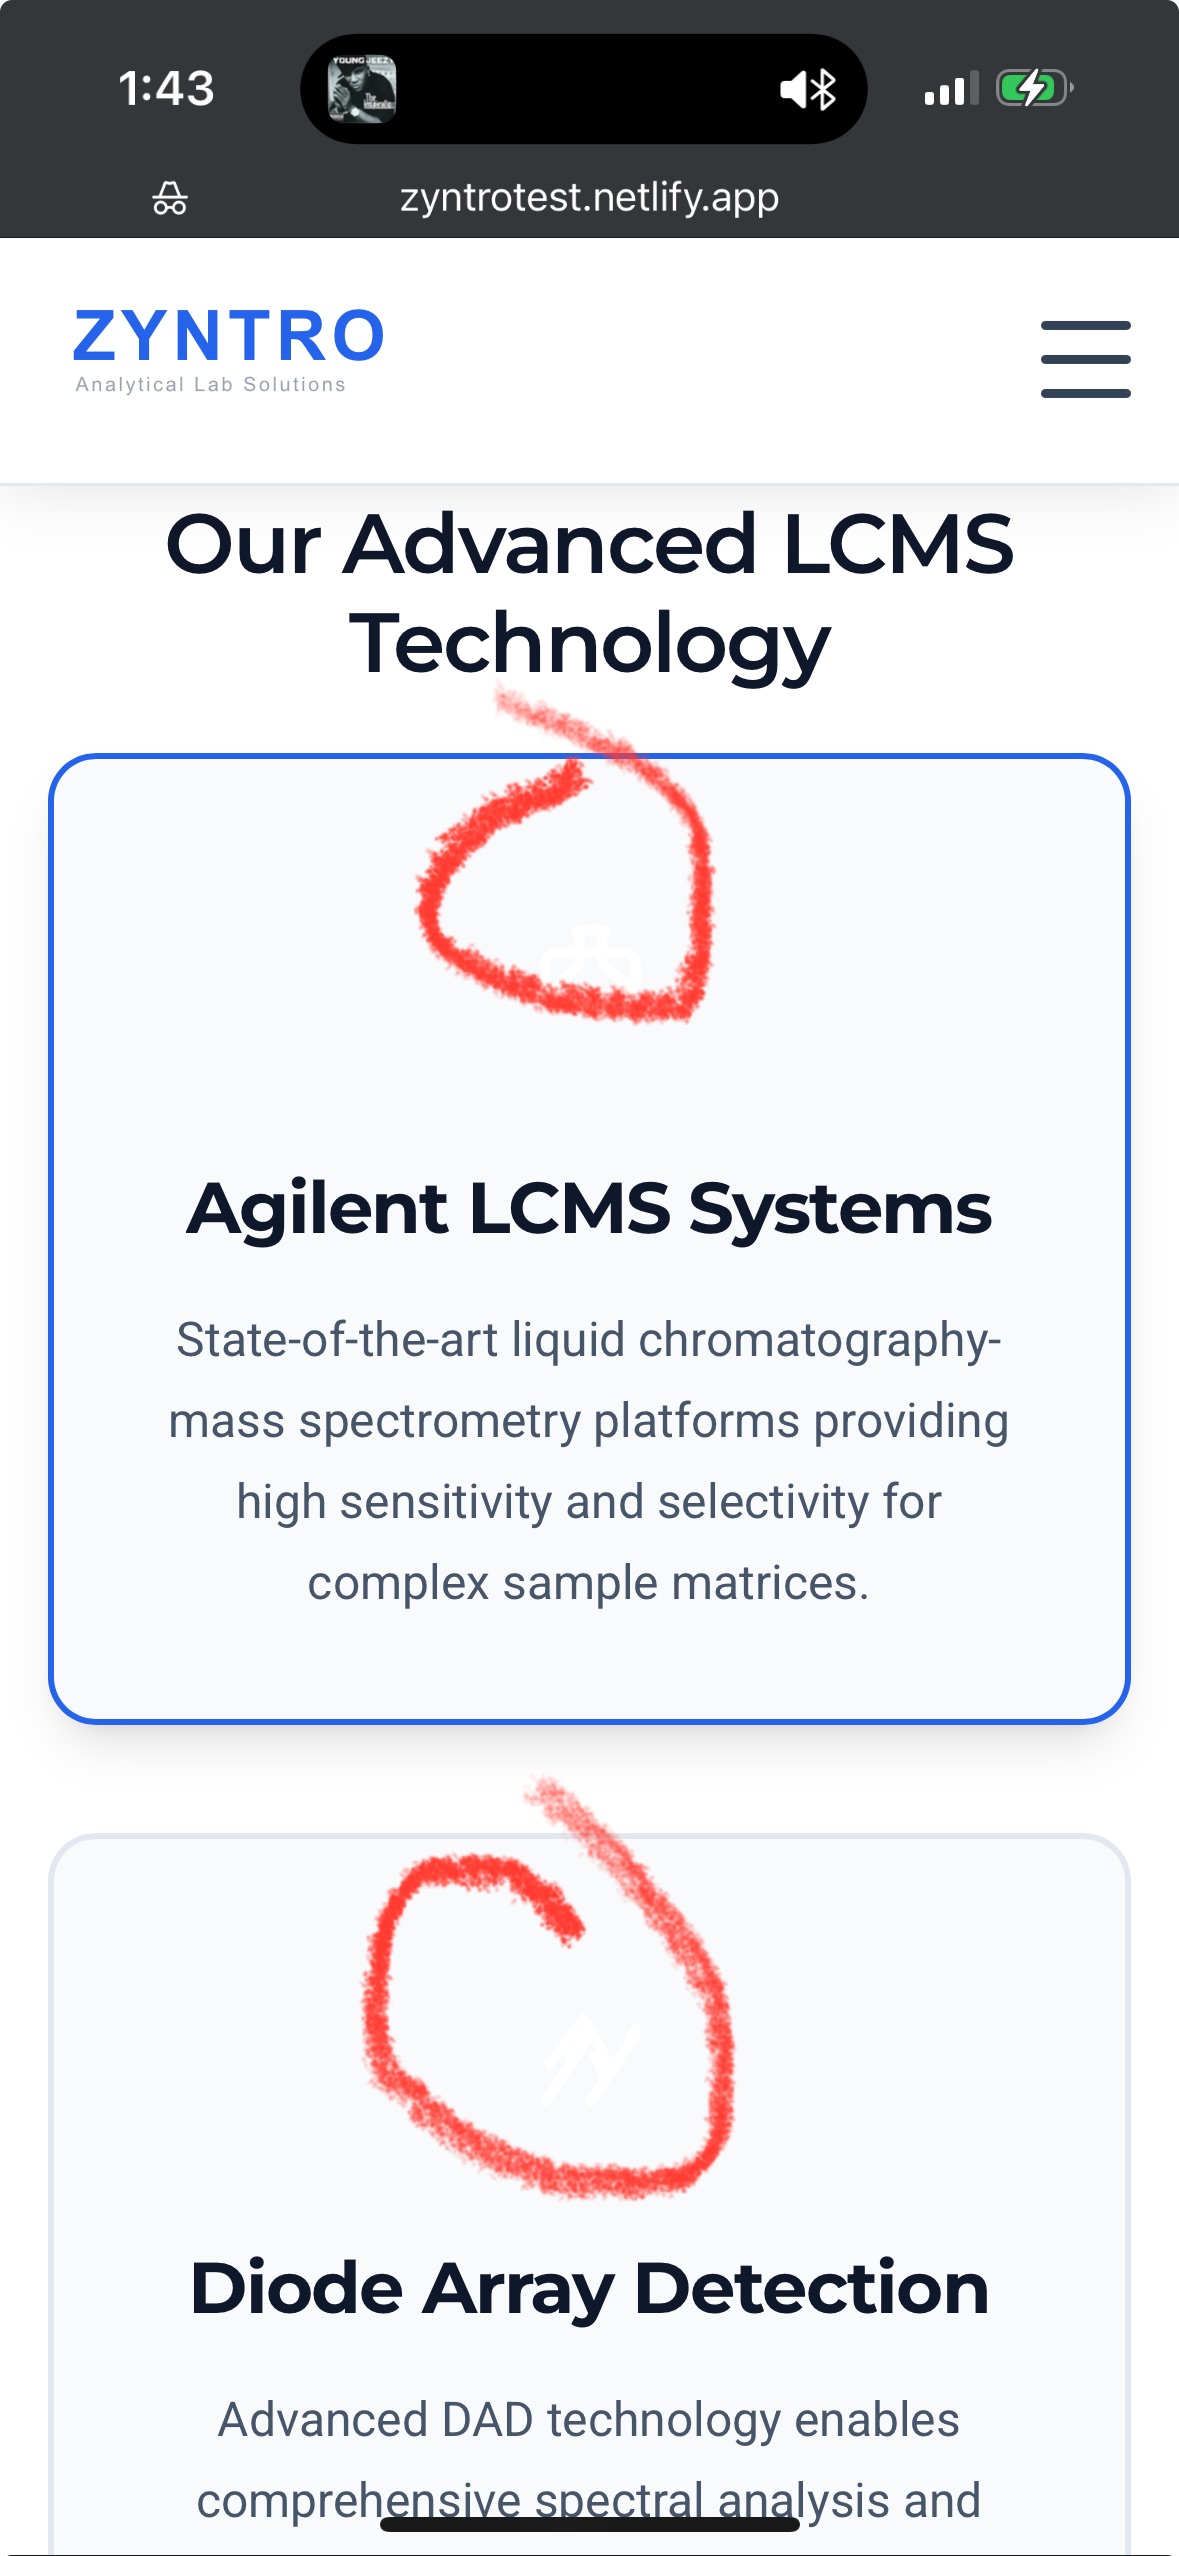 1:43
YOUNG JEEZY
zyntrotest.netlify.app
ZYNTRO
Analytical Lab Solutions
Our Advanced LCMS
Technology
Agilent LCMS Systems
State-of-the-art liquid chromatography-
mass spectrometry platforms providing
high sensitivity and selectivity for
complex sample matrices.
Diode Array Detection
Advanced DAD technology enables
comprehensive spectral analysis and